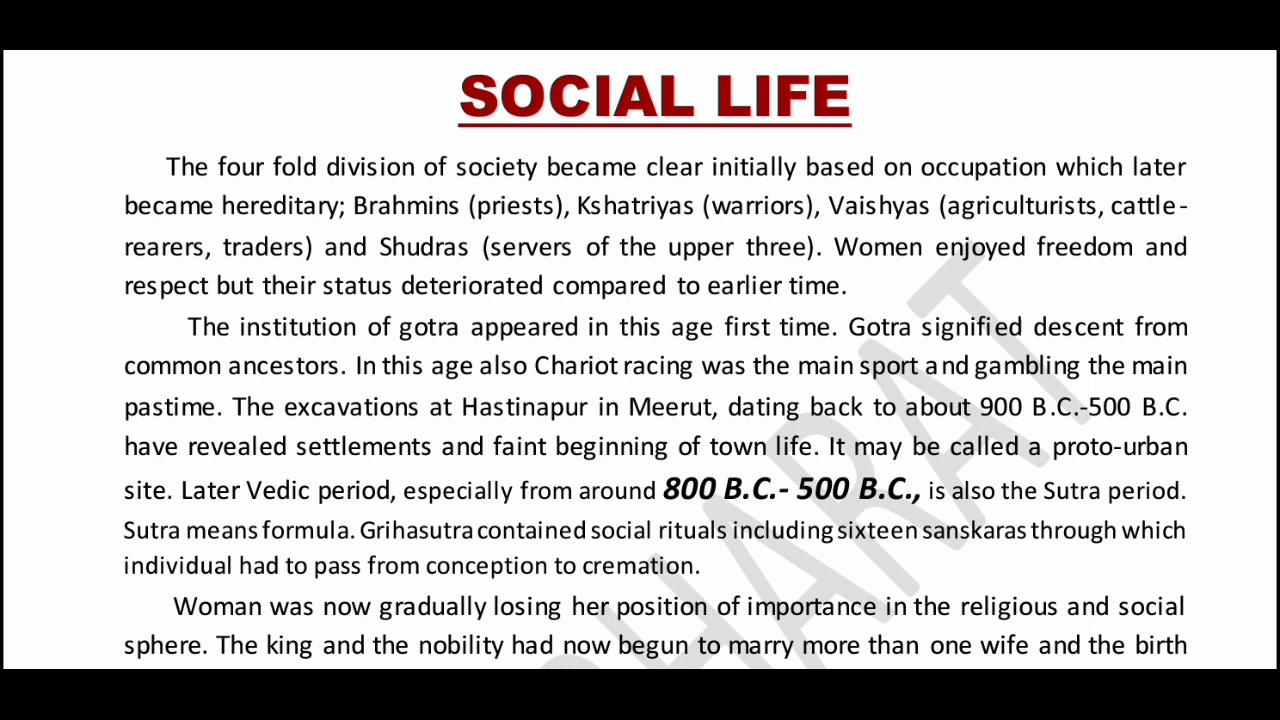 SOCIAL LIFE
The four fold division of society became clear initially based on occupation which later
became hereditary; Brahmins (priests), Kshatriyas (warriors), Vaishyas (agriculturists, cattle-
rearers, traders) and Shudras (servers of the upper three). Women enjoyed freedom and
respect but their status deteriorated compared to earlier time.
The institution of gotra appeared in this age first time. Gotra signified descent from
common ancestors. In this age also Chariot racing was the main sport and gambling the main
pastime. The excavations at Hastinapur in Meerut, dating back to about 900 B.C.-500 B.C.
have revealed settlements and faint beginning of town life. It may be called a proto-urban
site. Later Vedic period, especially from around 800 B.C.- 500 B.C., is also the Sutra period.
Sutra means formula. Grihasutra contained social rituals including sixteen sanskaras through which
individual had to pass from conception to cremation.
Woman was now gradually losing her position of importance in the religious and social
sphere. The king and the nobility had now begun to marry more than one wife and the birth